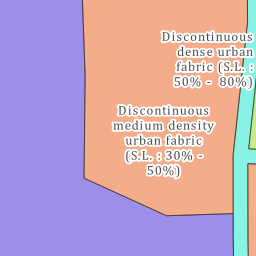 Discontinuous
dense urban
fabric (S.L. :
50% - 80%)
Discontinuous
medium density
urban fabric
(S.L. : 30% -
50%)